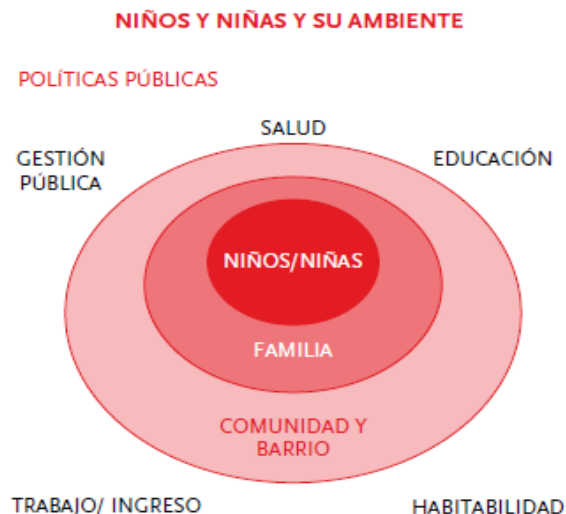 NIÑOS Y NIÑAS Y SU AMBIENTE
POLÍTICAS PÚBLICAS
SALUD
GESTIÓN
PÚBLICA
EDUCACIÓN
NIÑOS/NIÑAS
FAMILIA
COMUNIDAD Y
BARRIO
TRABAJO/ INGRESO
HABITABILIDAD